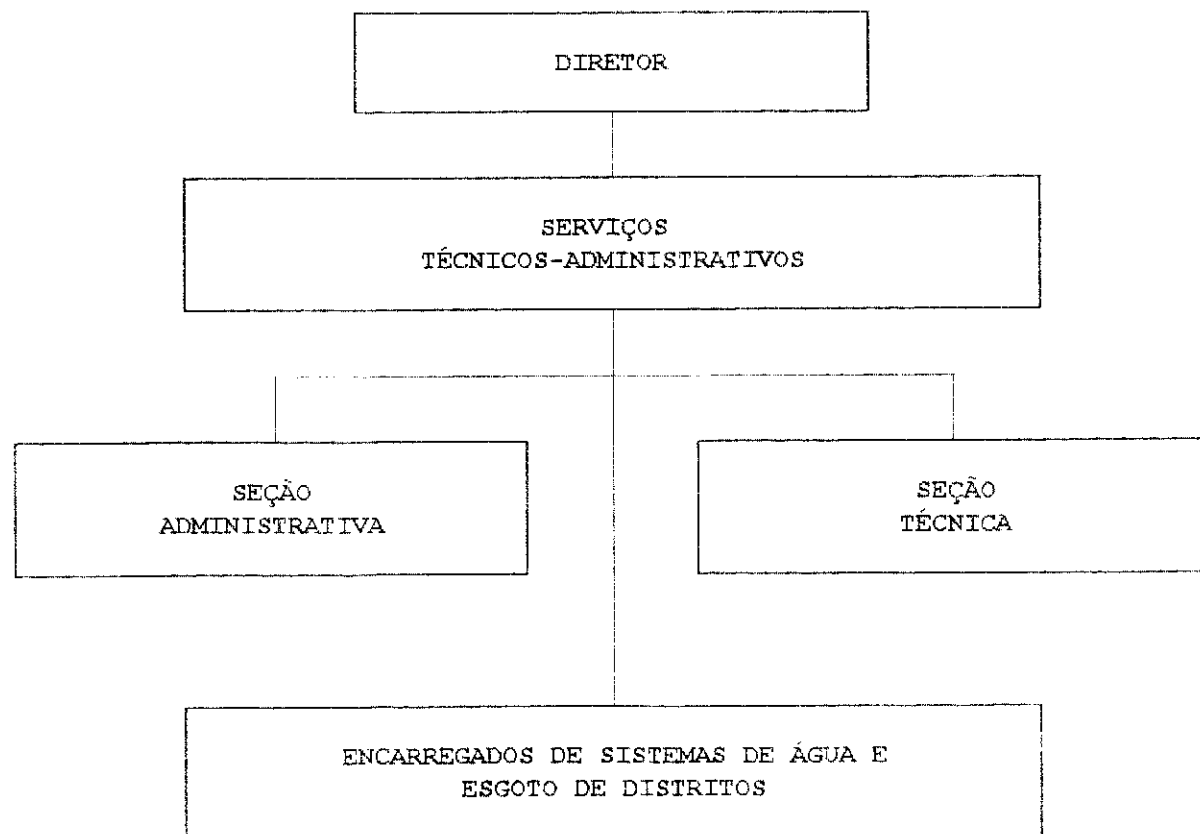 DIRETOR
SERVIÇOS
TÉCNICOS-ADMINISTRATIVOS
SEÇÃO
ADMINISTRATIVA
SEÇÃO
TÉCNICA
ENCARREGADOS DE SISTEMAS DE ÁGUA E
ESGOTO DE DISTRITOS